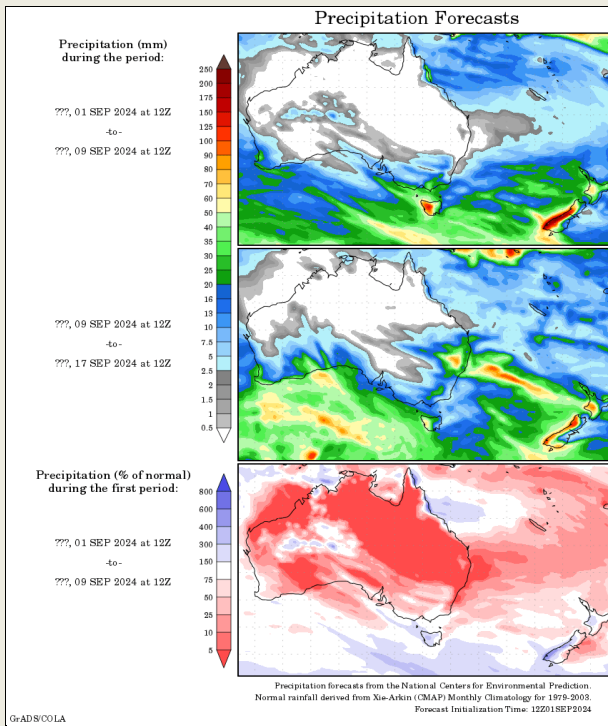 Precipitation Forecasts
Precipitation (mm)
during the period:
???, 01 SEP 2024 at 12Z
-to-
???, 09 SEP 2024 at 12Z
250
200
175
150
125
100
90
80
70
60
50
40
35
30
25
20
16
13
10
7.5
5
2.5
2
1.5
1
0.5
???, 09 SEP 2024 at 12Z
-to-
???, 17 SEP 2024 at 12Z
Precipitation (% of normal)
during the first period:
???, 01 SEP 2024 at 12Z
-to-
???, 09 SEP 2024 at 12Z
800
600
400
300
150
75
50
25
10
5
Precipitation forecasts from the National Centers for Environmental Prediction.
Normal rainfall derived from Xie-Arkin (CMAP) Monthly Climatology for 1979-2003.
Forecast Initialization Time: 12Z01SEP2024
GrADS/COLA